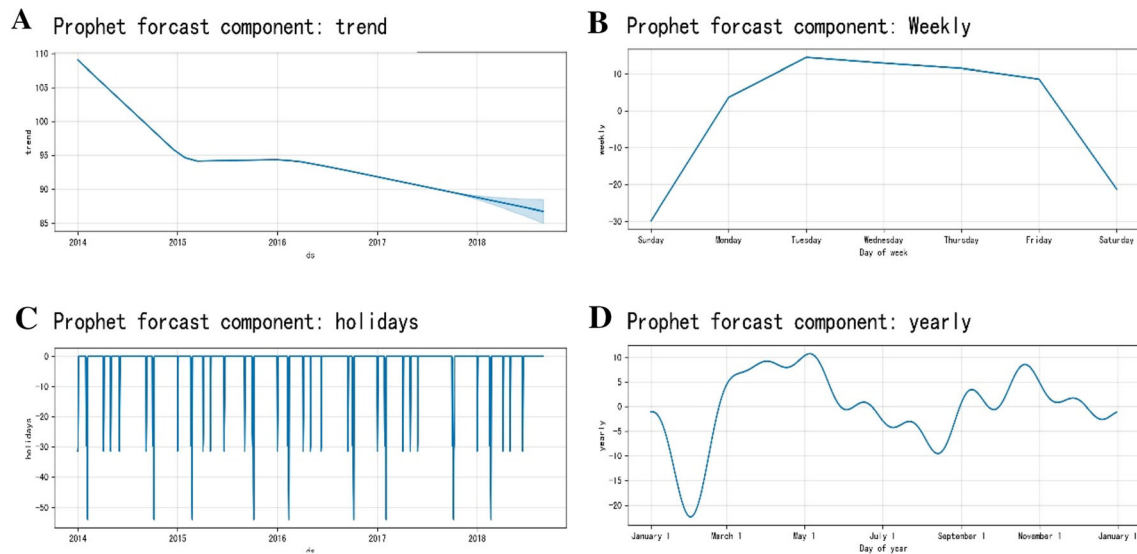 A Prophet forcast component: trend
110
105
100
95
90
85
trend
2014 2015 2016 2017 2018
ds
B Prophet forcast component: Weekly
10
0
-10
-20
-30
weekly
Sunday Monday Tuesday Wednesday Thursday Friday Saturday
Day of week
C Prophet forcast component: holidays
0
-10
-20
-30
-40
-50
holidays
2014 2015 2016 2017 2018
ds
D Prophet forcast component: yearly
10
5
0
-5
-10
-15
-20
yearly
January 1 March 1 May 1 July 1 September 1 November 1 January 1
Day of year